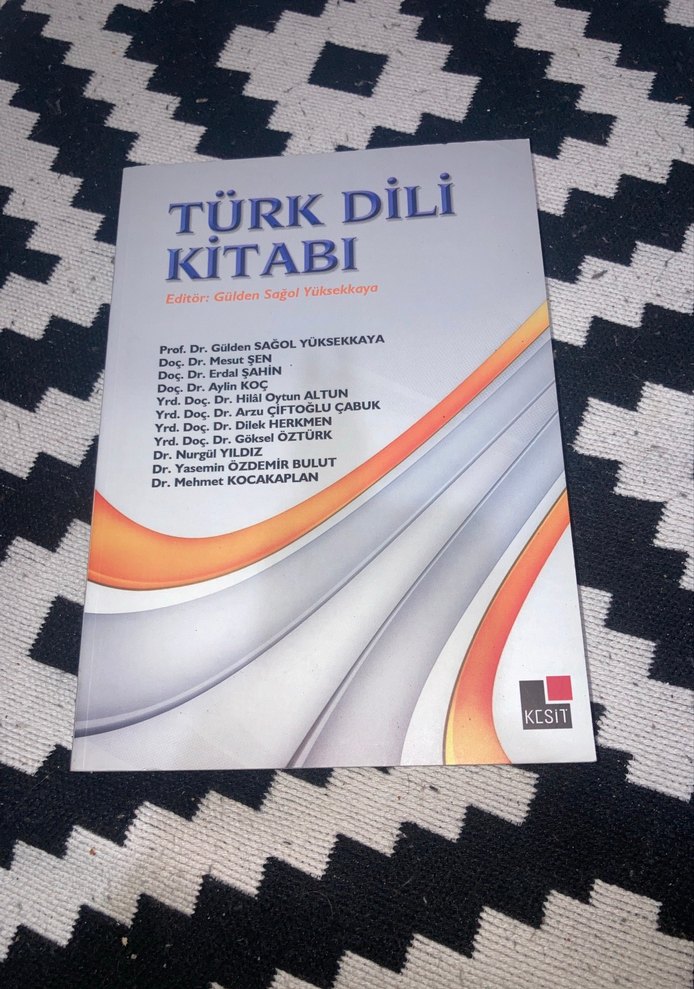 TÜRK DİLİ
KİTABI
Editör: Gülden Sağol Yüksekkaya
Prof. Dr. Gülden SAĞOL YÜKSEKKAYA
Doç. Dr. Mesut ŞEN
Doç. Dr. Erdal ŞAHİN
Doç. Dr. Aylin KOÇ
Yrd. Doç. Dr. Hilâl Oytun ALTUN
Yrd. Doç. Dr. Arzu ÇİFTOĞLU ÇABUK
Yrd. Doç. Dr. Dilek HERKMEN
Yrd. Doç. Dr. Göksel ÖZTÜRK
Dr. Nurgül YILDIZ
Dr. Yasemin ÖZDEMİR BULUT
Dr. Mehmet KOCAKAPLAN
KESİT